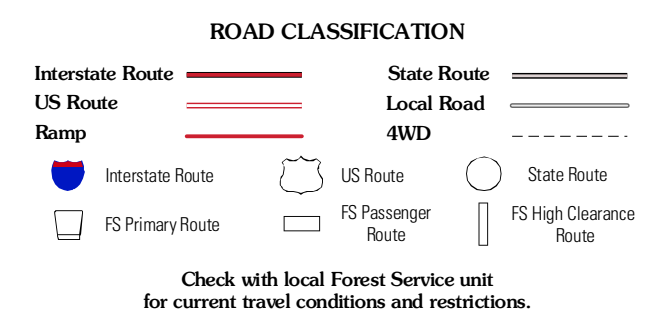 ROAD CLASSIFICATION
Interstate Route
State Route
US Route
Local Road
Ramp
4WD
Interstate Route
US Route
State Route
FS Primary Route
FS Passenger
Route
FS High Clearance
Route
Check with local Forest Service unit
for current travel conditions and restrictions.